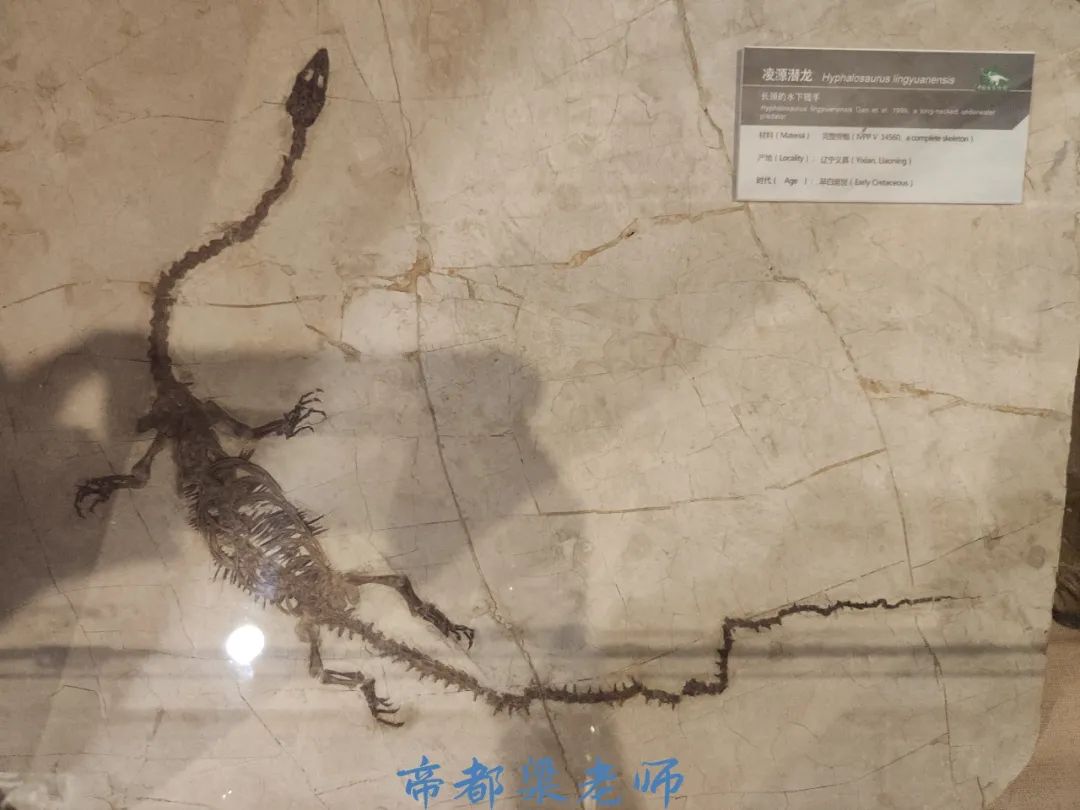 凌源潜龙 Hyphalosaurus lingyuanensis
长颈的水下猎手
Hyphalosaurus lingyuanensis Gao et al. 1999, a long-necked underwater
predator
材料 ( Material ) : 完整骨骼 ( IVPP V 14560, a complete skeleton )
产地 ( Locality ) : 辽宁义县 ( Yixian, Liaoning )
时代 ( Age ) : 早白垩世 ( Early Cretaceous )
帝都梁老师